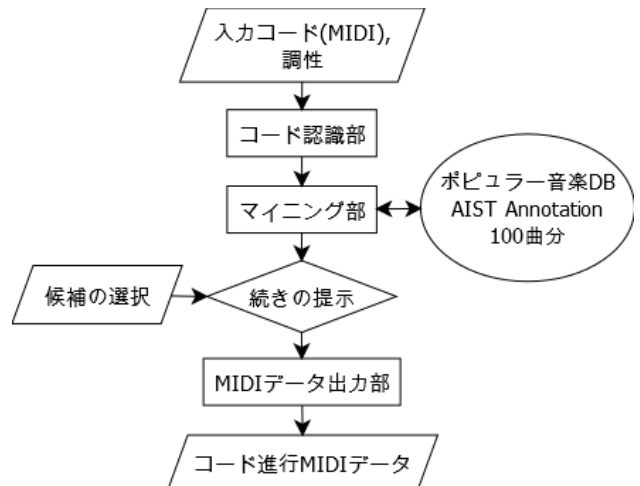 入力コード(MIDI),
調性
コード認識部
マイニング部
ポピュラー音楽DB
AIST Annotation
100曲分
候補の選択
続きの提示
MIDIデータ出力部
コード進行MIDIデータ